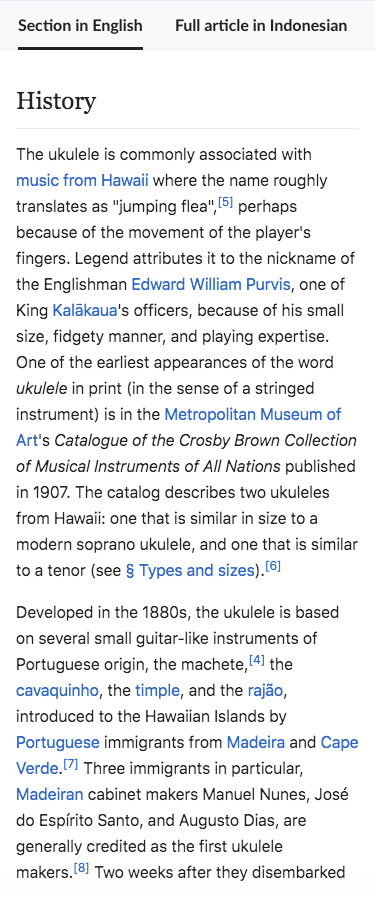 Section in English
Full article in Indonesian
History
The ukulele is commonly associated with
music from Hawaii where the name roughly
translates as "jumping flea",[5] perhaps
because of the movement of the player's
fingers. Legend attributes it to the nickname of
the Englishman Edward William Purvis, one of
King Kalākaua's officers, because of his small
size, fidgety manner, and playing expertise.
One of the earliest appearances of the word
ukulele in print (in the sense of a stringed
instrument) is in the Metropolitan Museum of
Art's Catalogue of the Crosby Brown Collection
of Musical Instruments of All Nations published
in 1907. The catalog describes two ukuleles
from Hawaii: one that is similar in size to a
modern soprano ukulele, and one that is similar
to a tenor (see § Types and sizes).[6]
Developed in the 1880s, the ukulele is based
on several small guitar-like instruments of
Portuguese origin, the machete,[4] the
cavaquinho, the timple, and the rajão,
introduced to the Hawaiian Islands by
Portuguese immigrants from Madeira and Cape
Verde.[7] Three immigrants in particular,
Madeiran cabinet makers Manuel Nunes, José
do Espírito Santo, and Augusto Dias, are
generally credited as the first ukulele
makers.[8] Two weeks after they disembarked